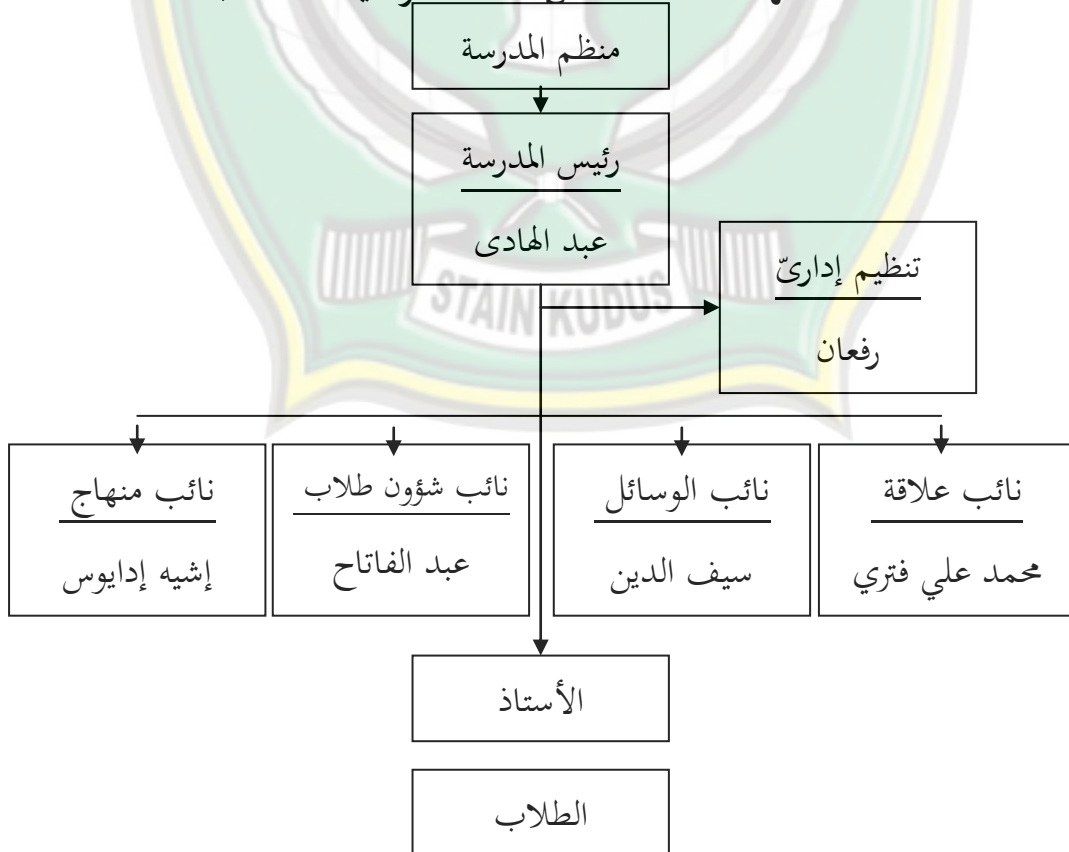 منظم المدرسة
رئيس المدرسة
عبد الهادى
تنظيم إدارىّ
رفعان
STAIN KUDUS
نائب علاقة
محمد علي فتري
نائب الوسائل
سيف الدين
نائب شؤون طلاب
عبد الفاتاح
نائب منهاج
إشيه إدايوس
الأستاذ
الطلاب